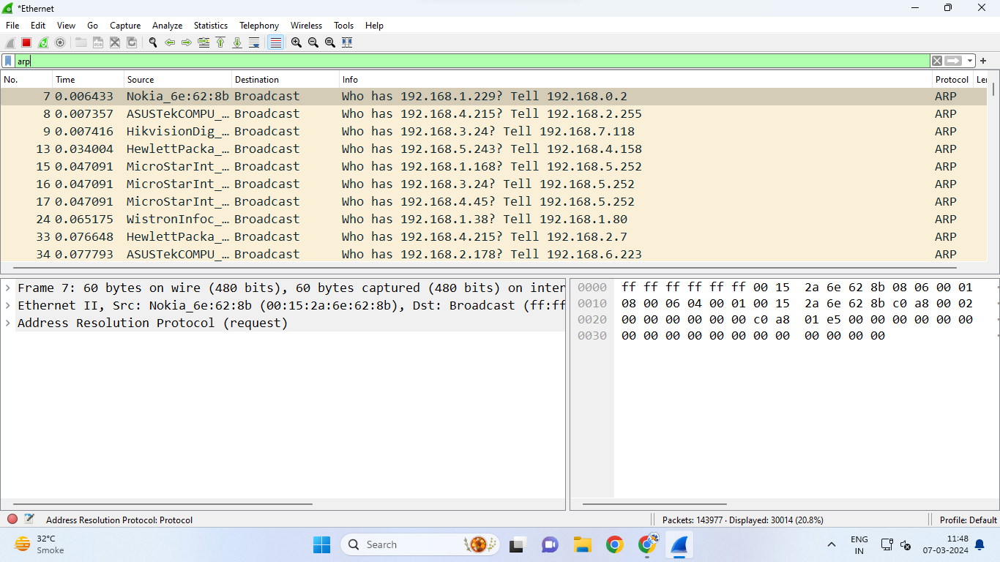 *Ethernet
File Edit View Go Capture Analyze Statistics Telephony Wireless Tools Help
arp
No. Time Source Destination Info Protocol Ler
7 0.006433 Nokia_6e:62:8b Broadcast Who has 192.168.1.229? Tell 192.168.0.2 ARP
8 0.007357 ASUSTekCOMPU_… Broadcast Who has 192.168.4.215? Tell 192.168.2.255 ARP
9 0.007416 HikvisionDig_… Broadcast Who has 192.168.3.24? Tell 192.168.7.118 ARP
13 0.034004 HewlettPacka_… Broadcast Who has 192.168.5.243? Tell 192.168.4.158 ARP
15 0.047091 MicroStarInt_… Broadcast Who has 192.168.1.168? Tell 192.168.5.252 ARP
16 0.047091 MicroStarInt_… Broadcast Who has 192.168.3.24? Tell 192.168.5.252 ARP
17 0.047091 MicroStarInt_… Broadcast Who has 192.168.4.45? Tell 192.168.5.252 ARP
24 0.065175 WistronInfoc_… Broadcast Who has 192.168.1.38? Tell 192.168.1.80 ARP
33 0.076648 HewlettPacka_… Broadcast Who has 192.168.4.215? Tell 192.168.2.7 ARP
34 0.077793 ASUSTekCOMPU_… Broadcast Who has 192.168.2.178? Tell 192.168.6.223 ARP
Frame 7: 60 bytes on wire (480 bits), 60 bytes captured (480 bits) on inter
Ethernet II, Src: Nokia_6e:62:8b (00:15:2a:6e:62:8b), Dst: Broadcast (ff:ff
Address Resolution Protocol (request)
0000 ff ff ff ff ff ff 00 15 2a 6e 62 8b 08 06 00 01
0010 08 00 06 04 00 01 00 15 2a 6e 62 8b c0 a8 00 02
0020 00 00 00 00 00 00 c0 a8 01 e5 00 00 00 00 00 00
0030 00 00 00 00 00 00 00 00 00 00 00 00
Address Resolution Protocol: Protocol
Packets: 143977 · Displayed: 30014 (20.8%)
Profile: Default
32°C
Smoke
Search
ENG
IN
11:48
07-03-2024